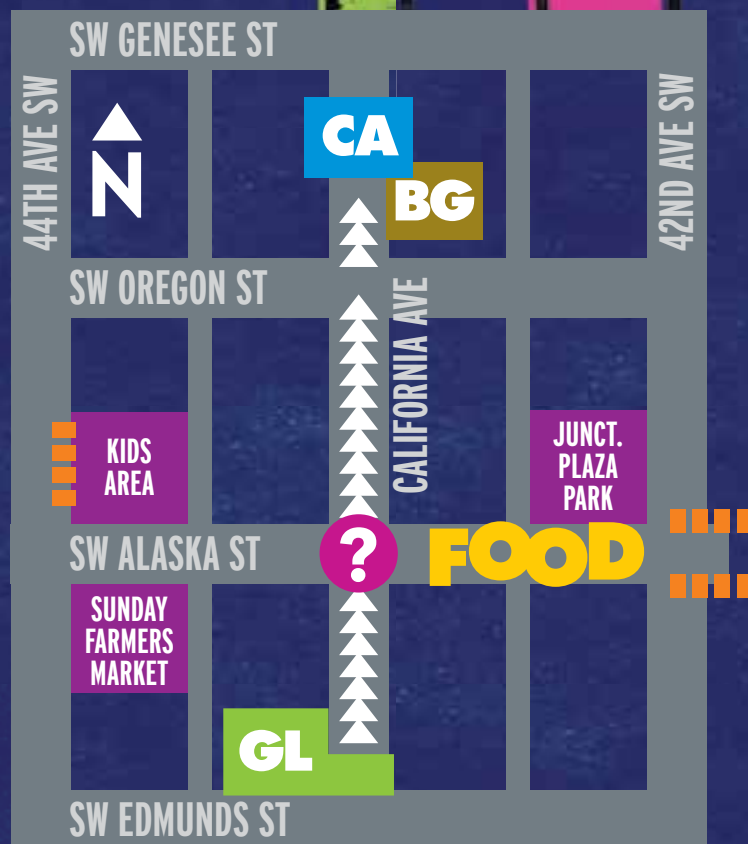 SW GENESEE ST
44TH AVE SW
N
CA
42ND AVE SW
BG
SW OREGON ST
CALIFORNIA AVE
KIDS
AREA
JUNCT.
PLAZA
PARK
SW ALASKA ST
?
FOOD
SUNDAY
FARMERS
MARKET
GL
SW EDMUNDS ST